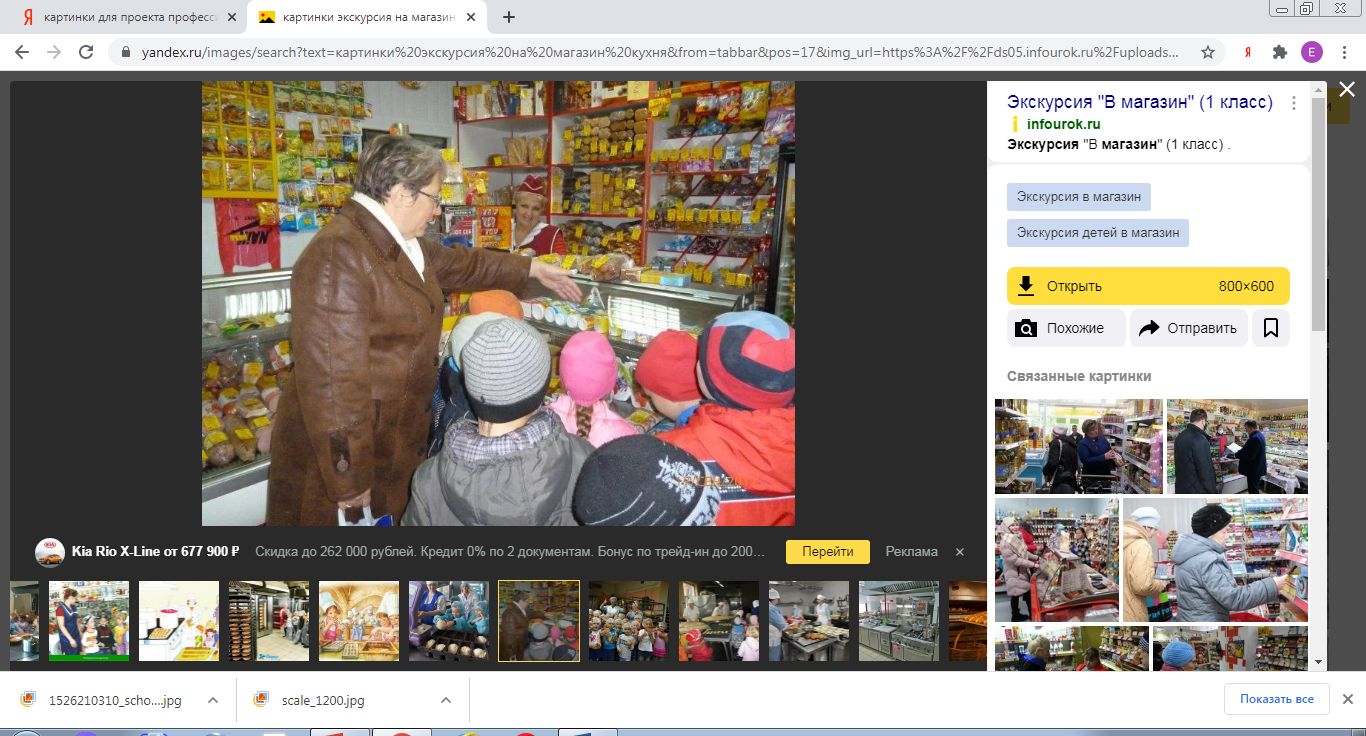 картинки для проекта професси
картинки экскурсия на магазин
yandex.ru/images/search?text=картинки%20экскурсия%20на%20магазин%20кухня&from=tabbar&pos=17&img_url=https%3A%2F%2Fds05.infourok.ru%2Fuploads...
Я
E
Экскурсия "В магазин" (1 класс)
infourok.ru
Экскурсия "В магазин" (1 класс) .
Экскурсия в магазин
Экскурсия детей в магазин
Открыть 800×600
Похожие
Отправить
Связанные картинки
Kia Rio X-Line от 677 900 ₽ Скидка до 262 000 рублей. Кредит 0% по 2 документам. Бонус по трейд-ин до 200… Перейти Реклама
1526210310_scho....jpg
scale_1200.jpg
Показать все